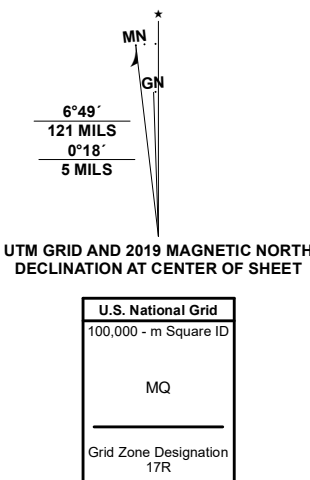 ★
MN
GN
6°49´
121 MILS
0°18´
5 MILS
UTM GRID AND 2019 MAGNETIC NORTH
DECLINATION AT CENTER OF SHEET
U.S. National Grid
100,000 - m Square ID
MQ
Grid Zone Designation
17R